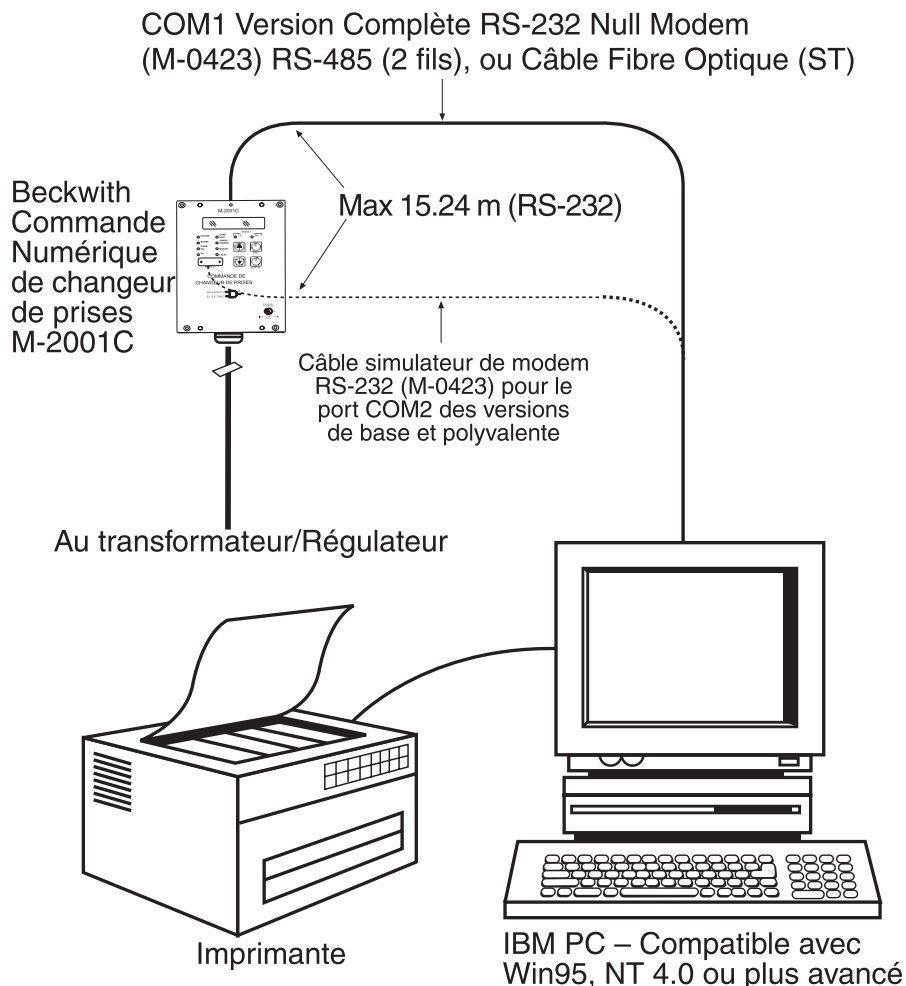 COM1 Version Complète RS-232 Null Modem
(M-0423) RS-485 (2 fils), ou Câble Fibre Optique (ST)
Beckwith
Commande
Numérique
de changeur
de prises
M-2001C
M-2001C
COMMANDE DE
CHANGEUR DE PRISES
Max 15.24 m (RS-232)
Câble simulateur de modem
RS-232 (M-0423) pour le
port COM2 des versions
de base et polyvalente
Au transformateur/Régulateur
Imprimante
IBM PC – Compatible avec
Win95, NT 4.0 ou plus avancé